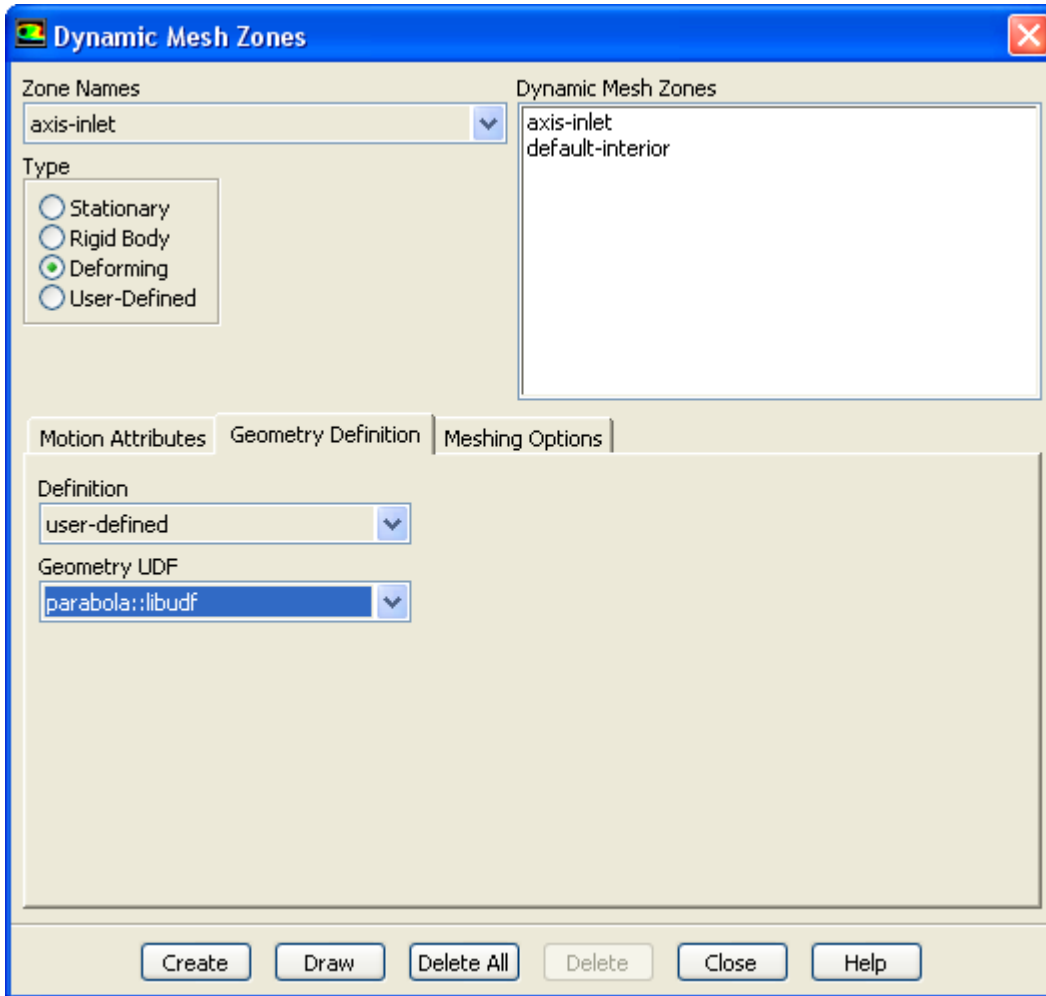 Dynamic Mesh Zones
Zone Names
axis-inlet
Type
Stationary
Rigid Body
Deforming
User-Defined
Dynamic Mesh Zones
axis-inlet
default-interior
Motion Attributes Geometry Definition Meshing Options
Definition
user-defined
Geometry UDF
parabola::libudf
Create Draw Delete All Delete Close Help